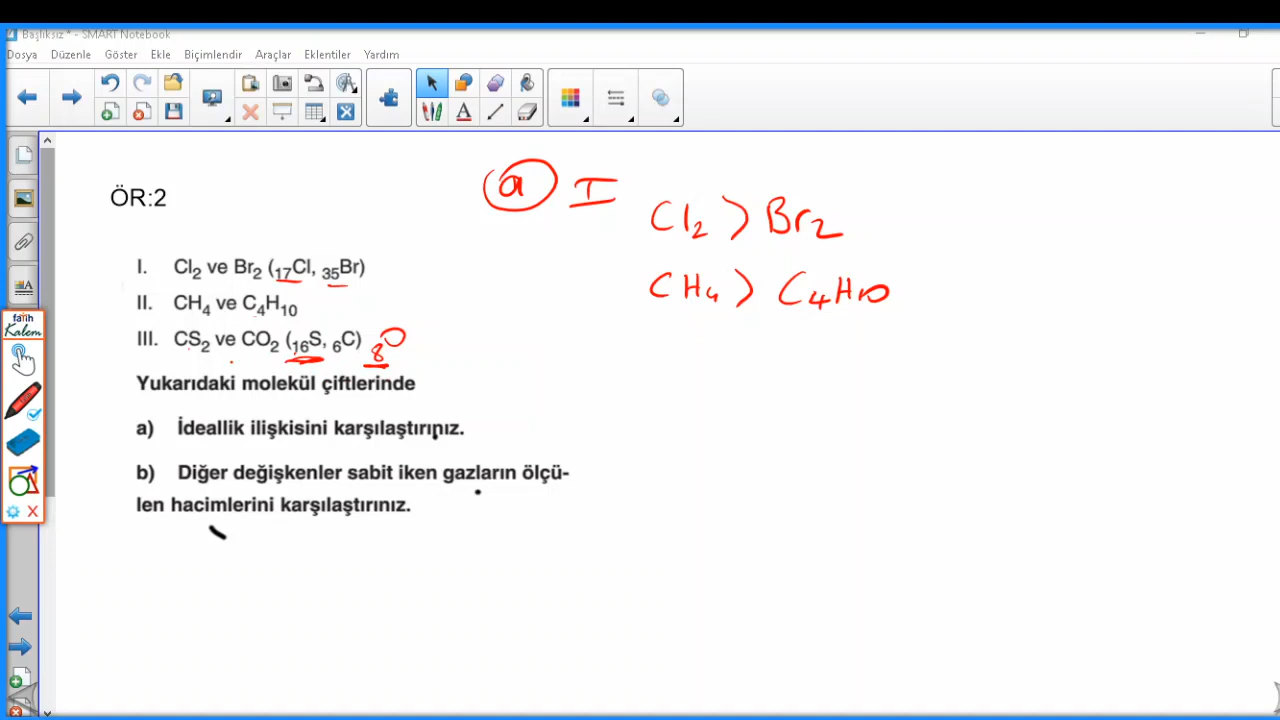 Başlıksız * - SMART Notebook
Dosya Düzenle Göster Ekle Biçimlendir Araçlar Eklentiler Yardım
fatih
Kalem
ÖR:2
I. Cl₂ ve Br₂ (₁₇Cl, ₃₅Br)
II. CH₄ ve C₄H₁₀
III. CS₂ ve CO₂ (₁₆S, ₆C) ₈O
Yukarıdaki molekül çiftlerinde
a) İdeallik ilişkisini karşılaştırınız.
b) Diğer değişkenler sabit iken gazların ölçü-
len hacimlerini karşılaştırınız.
a I
Cl₂ > Br₂
CH₄ > C₄H₁₀